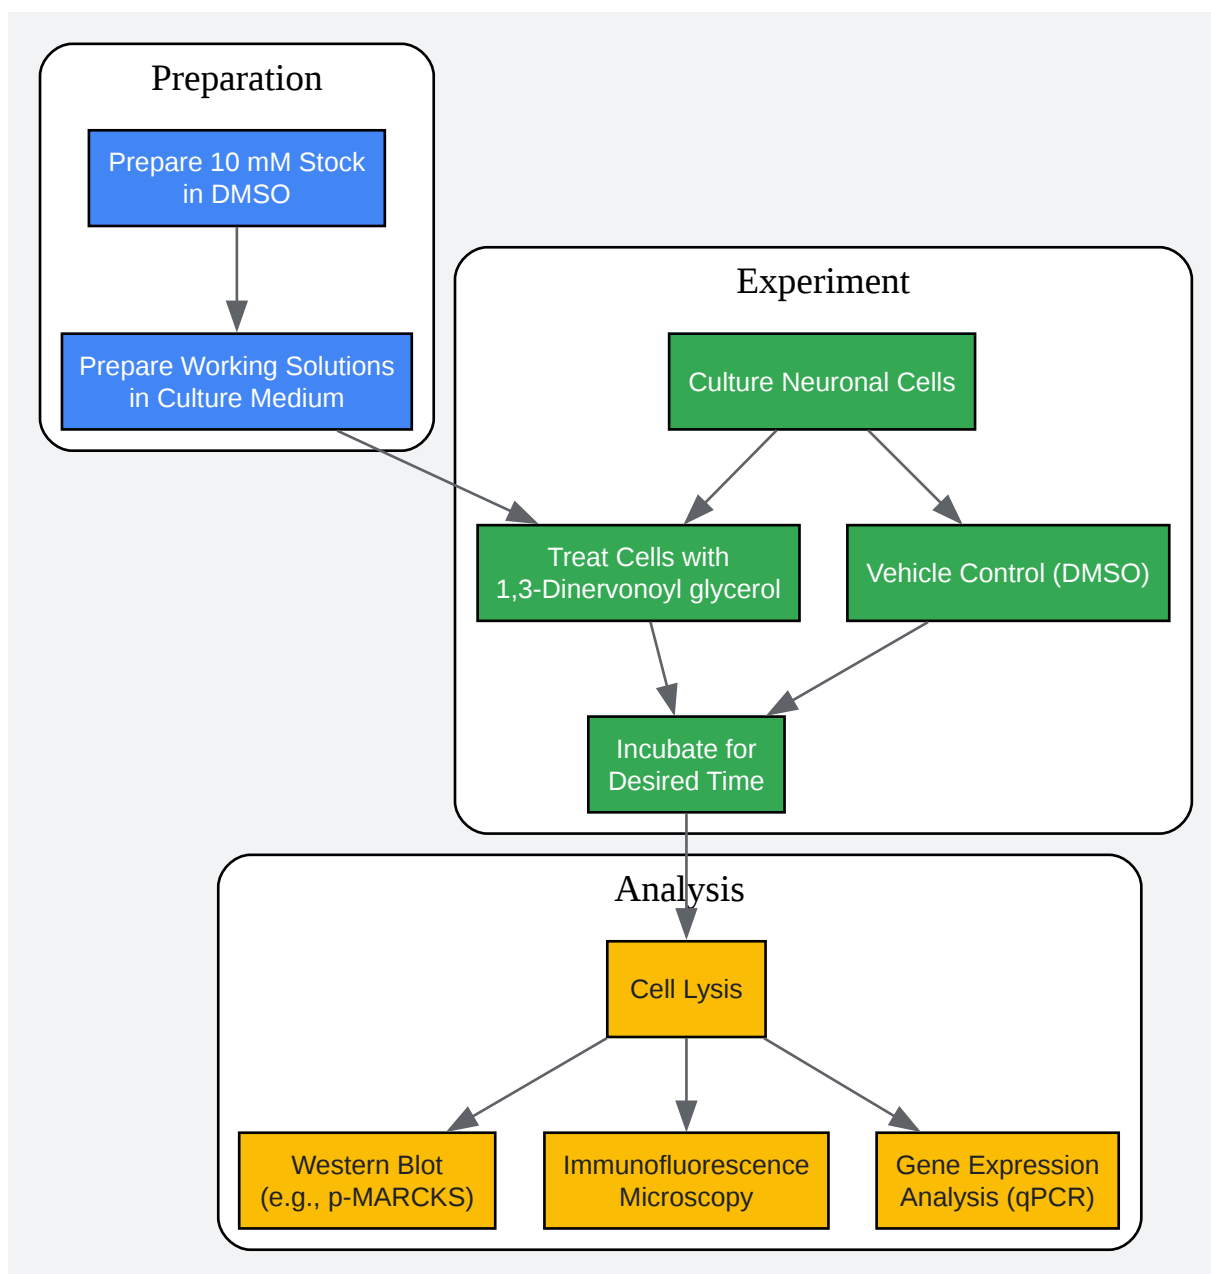 Preparation
Prepare 10 mM Stock
in DMSO
Prepare Working Solutions
in Culture Medium
Experiment
Culture Neuronal Cells
Treat Cells with
1,3-Dinervonoyl glycerol
Vehicle Control (DMSO)
Incubate for
Desired Time
Analysis
Cell Lysis
Western Blot
(e.g., p-MARCKS)
Immunofluorescence
Microscopy
Gene Expression
Analysis (qPCR)